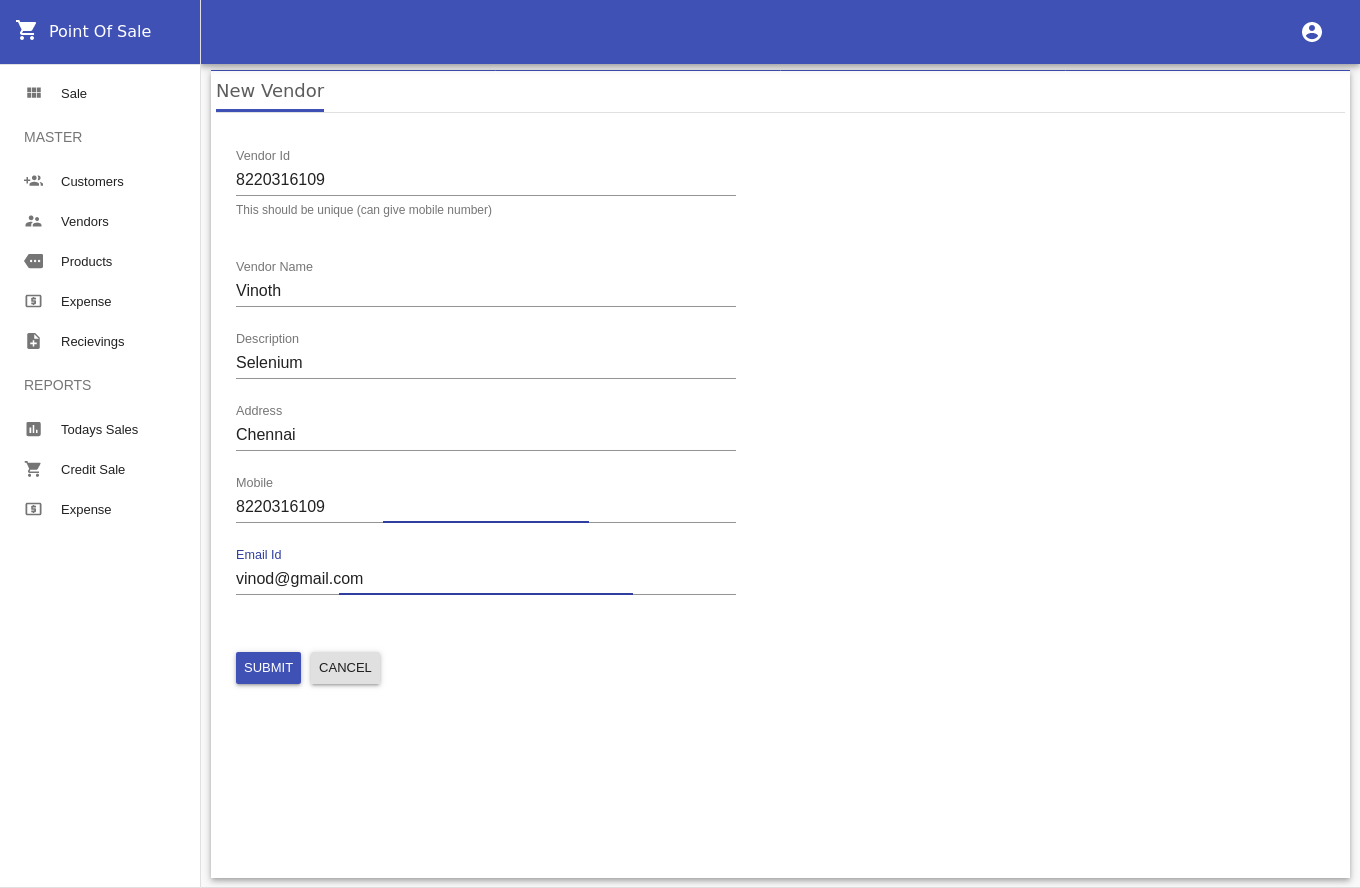 Point Of Sale
Sale
MASTER
Customers
Vendors
Products
Expense
Recievings
REPORTS
Todays Sales
Credit Sale
Expense
New Vendor
Vendor Id
8220316109
This should be unique (can give mobile number)
Vendor Name
Vinoth
Description
Selenium
Address
Chennai
Mobile
8220316109
Email Id
vinod@gmail.com
SUBMIT CANCEL